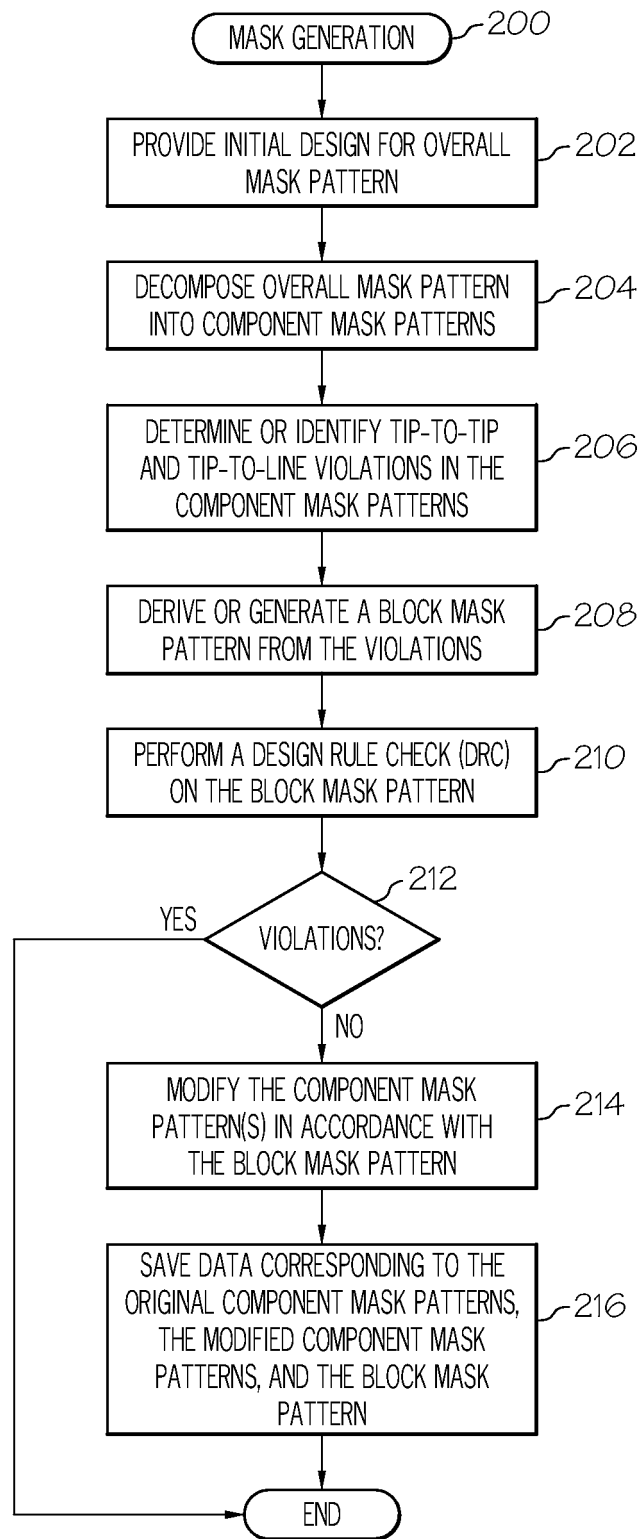 MASK GENERATION
200
PROVIDE INITIAL DESIGN FOR OVERALL
MASK PATTERN
202
DECOMPOSE OVERALL MASK PATTERN
INTO COMPONENT MASK PATTERNS
204
DETERMINE OR IDENTIFY TIP-TO-TIP
AND TIP-TO-LINE VIOLATIONS IN THE
COMPONENT MASK PATTERNS
206
DERIVE OR GENERATE A BLOCK MASK
PATTERN FROM THE VIOLATIONS
208
PERFORM A DESIGN RULE CHECK (DRC)
ON THE BLOCK MASK PATTERN
210
212
YES
VIOLATIONS?
NO
MODIFY THE COMPONENT MASK
PATTERN(S) IN ACCORDANCE WITH
THE BLOCK MASK PATTERN
214
SAVE DATA CORRESPONDING TO THE
ORIGINAL COMPONENT MASK PATTERNS,
THE MODIFIED COMPONENT MASK
PATTERNS, AND THE BLOCK MASK
PATTERN
216
END